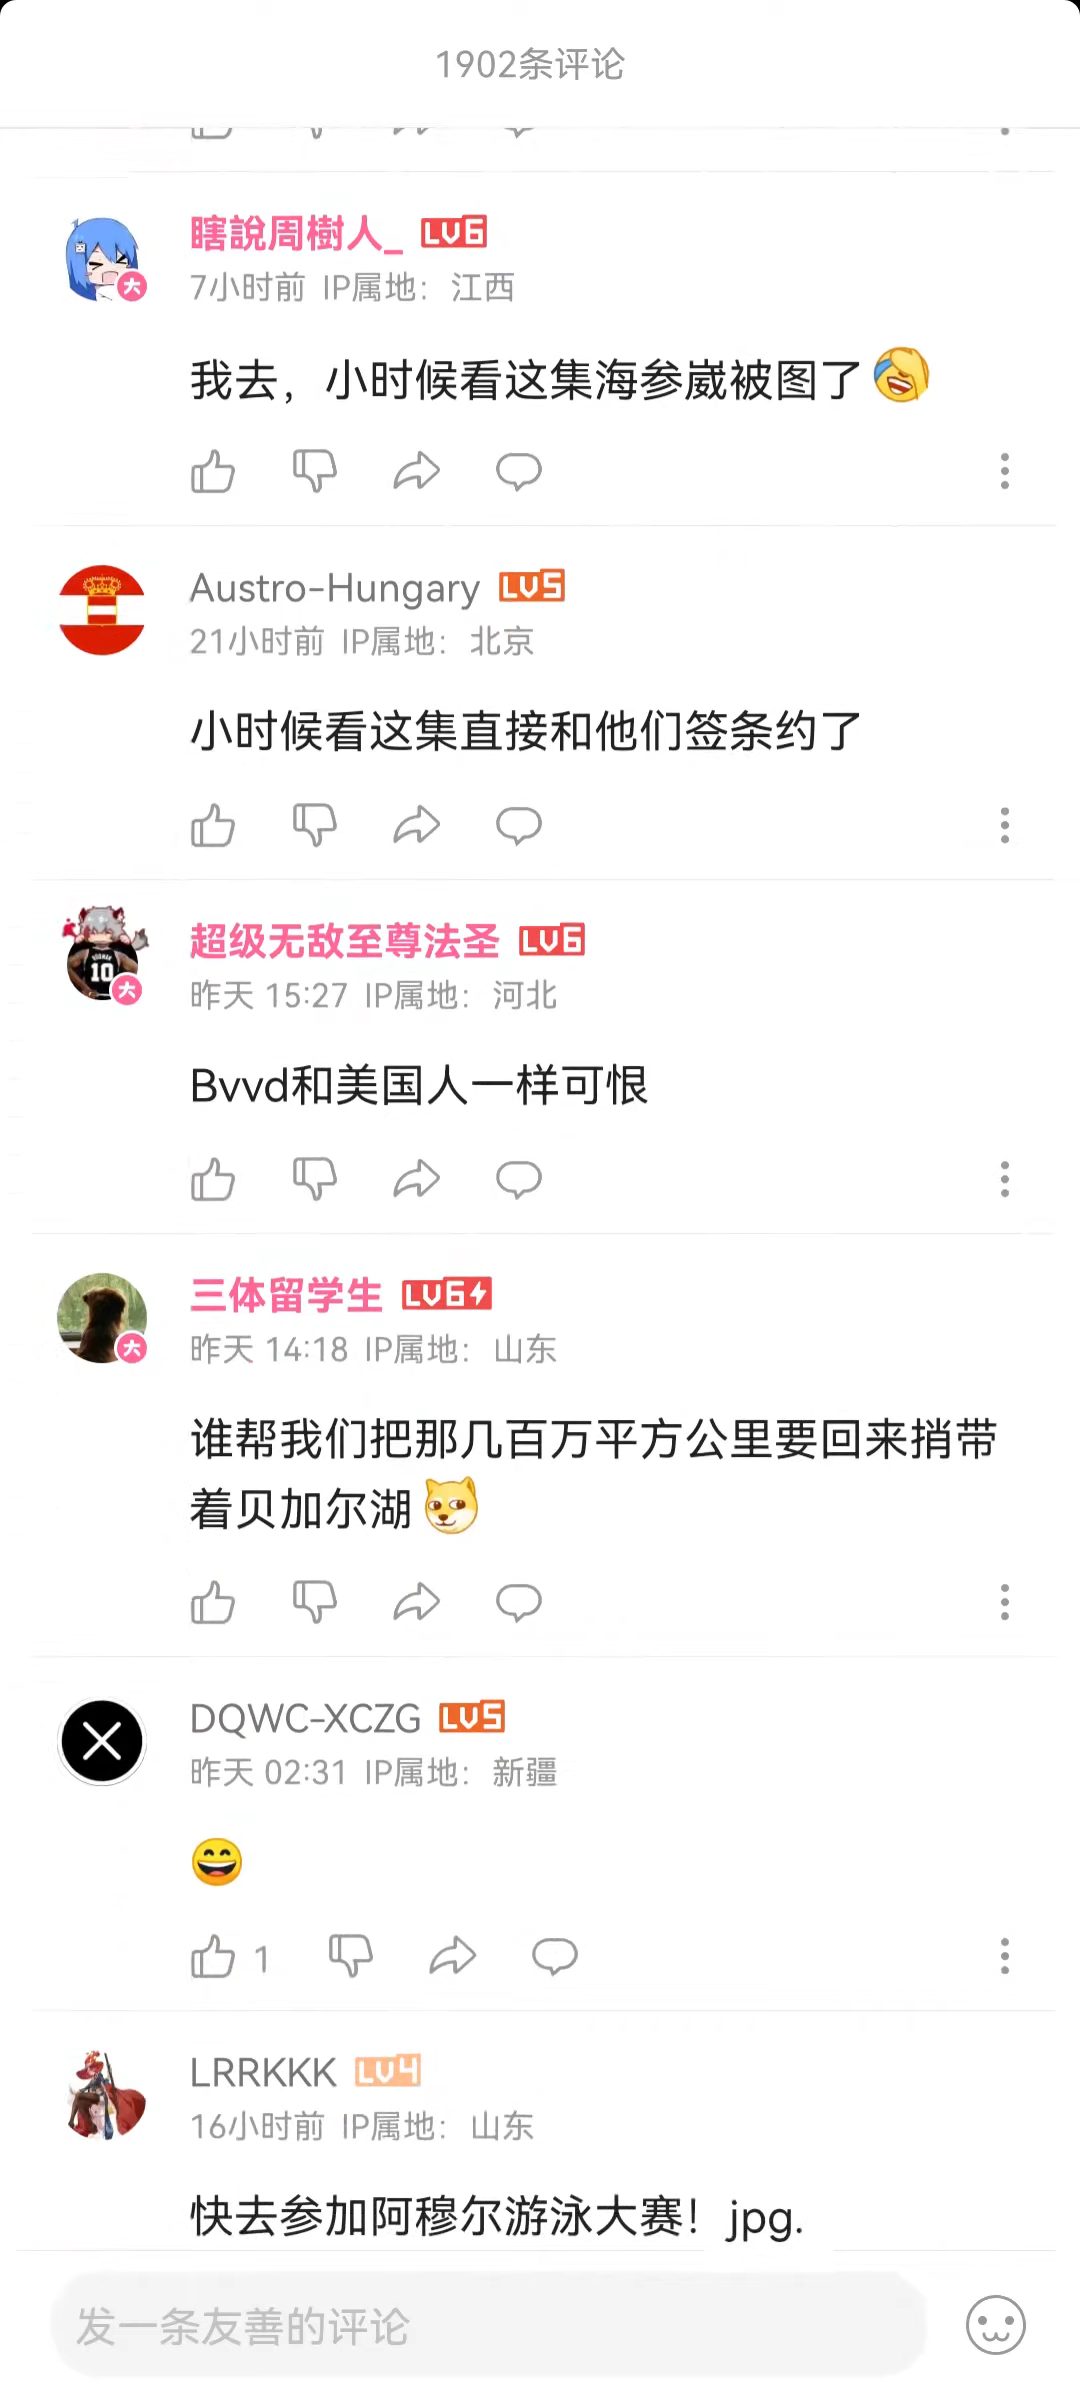 1902条评论
瞎說周樹人_ LV6
7小时前 IP属地：江西
我去，小时候看这集海参崴被图了
大
Austro-Hungary LV5
21小时前 IP属地：北京
小时候看这集直接和他们签条约了
超级无敌至尊法圣 LV6
10
大
昨天 15:27 IP属地：河北
Bvvd和美国人一样可恨
三体留学生 LV6
大
昨天 14:18 IP属地：山东
谁帮我们把那几百万平方公里要回来捎带
着贝加尔湖
DQWC-XCZG LV5
昨天 02:31 IP属地：新疆
1
LRRKKK LV4
16小时前 IP属地：山东
快去参加阿穆尔游泳大赛！jpg.
发一条友善的评论